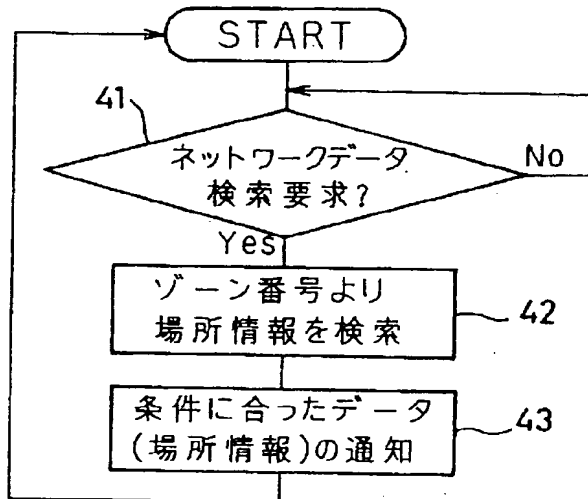 START
41
ネットワークデータ
検索要求?
No
Yes
ゾーン番号より
場所情報を検索
42
条件に合ったデータ
(場所情報)の通知
43